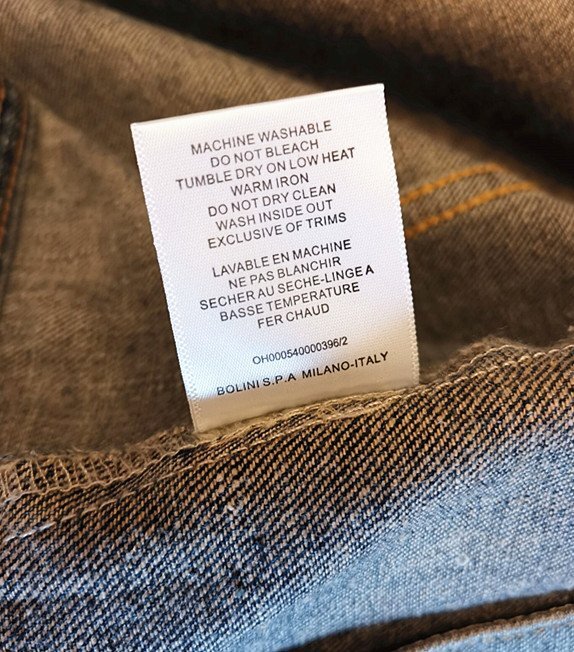 MACHINE WASHABLE
DO NOT BLEACH
TUMBLE DRY ON LOW HEAT
WARM IRON
DO NOT DRY CLEAN
WASH INSIDE OUT
EXCLUSIVE OF TRIMS
LAVABLE EN MACHINE
NE PAS BLANCHIR
SECHER AU SECHE-LINGE A
BASSE TEMPERATURE
FER CHAUD
OH000540000396/2
BOLINI S.P.A MILANO-ITALY